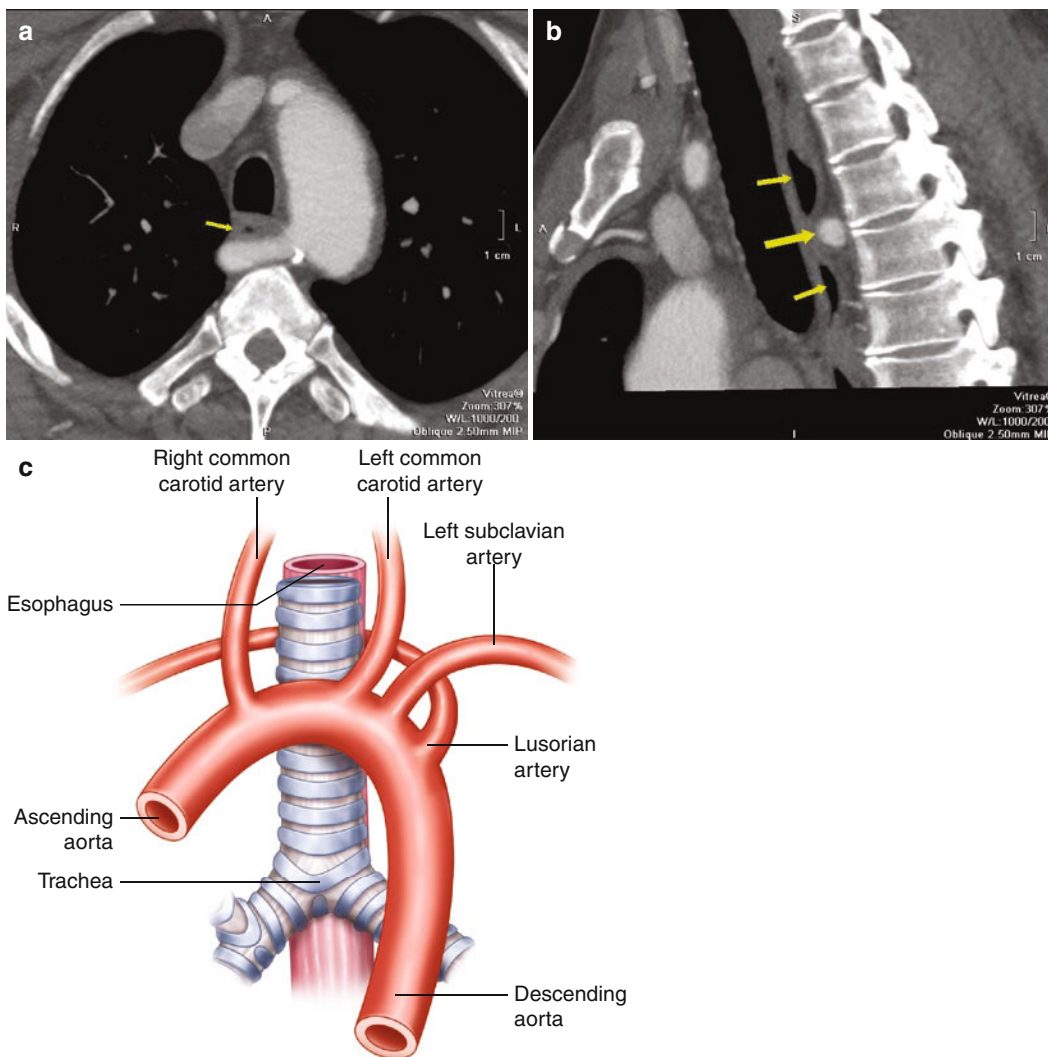 a
A
R
L
1 cm
Vitrea®
Zoom:307%
W/L:1000/200
Oblique 2.50mm MIP
P
b
S
A
1 cm
Vitrea
Zoom:307%
W/L:1000/200
Oblique 2.50mm MI
I
c
Right common
carotid artery
Left common
carotid artery
Left subclavian
artery
Esophagus
Lusorian
artery
Ascending
aorta
Trachea
Descending
aorta